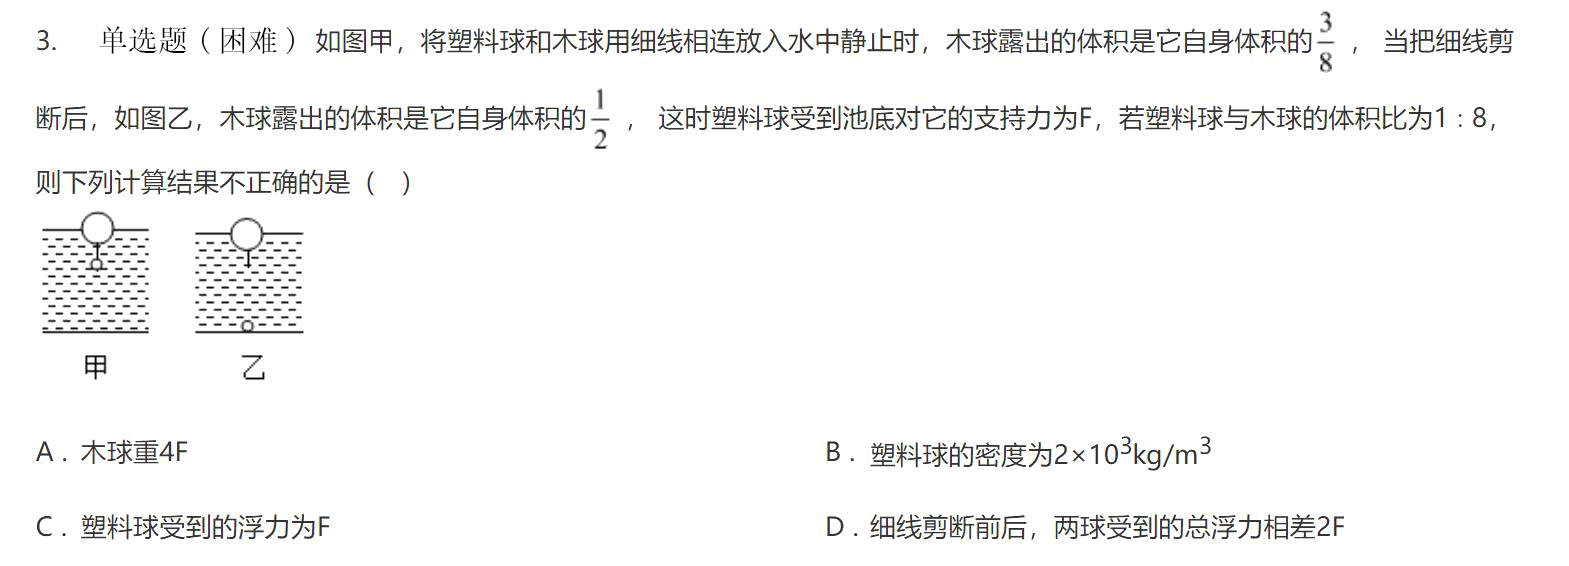 3. 单选题（困难）如图甲，将塑料球和木球用细线相连放入水中静止时，木球露出的体积是它自身体积的3/8， 当把细线剪
断后，如图乙，木球露出的体积是它自身体积的1/2， 这时塑料球受到池底对它的支持力为F，若塑料球与木球的体积比为1：8，
则下列计算结果不正确的是（ ）
甲 乙
A．木球重4F B．塑料球的密度为2×10³kg/m³
C．塑料球受到的浮力为F D．细线剪断前后，两球受到的总浮力相差2F